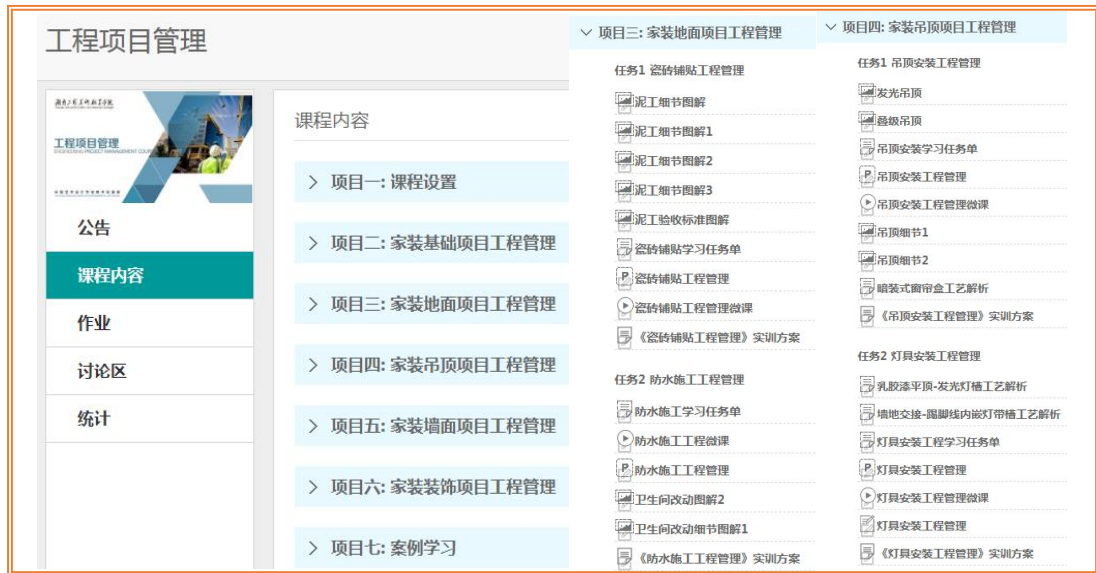 工程项目管理
工程项目管理
公告
课程内容
作业
讨论区
统计
课程内容
项目一: 课程设置
项目二: 家装基础项目工程管理
项目三: 家装地面项目工程管理
项目四: 家装吊顶项目工程管理
项目五: 家装墙面项目工程管理
项目六: 家装装饰项目工程管理
项目七: 案例学习
项目三: 家装地面项目工程管理
任务1 瓷砖铺贴工程管理
泥工细节图解
泥工细节图解1
泥工细节图解2
泥工细节图解3
泥工验收标准图解
瓷砖铺贴学习任务单
瓷砖铺贴工程管理
瓷砖铺贴工程管理微课
《瓷砖铺贴工程管理》实训方案
任务2 防水施工工程管理
防水施工学习任务单
防水施工工程微课
防水施工工程管理
卫生间改动图解2
卫生间改动细节图解1
《防水施工工程管理》实训方案
项目四: 家装吊顶项目工程管理
任务1 吊顶安装工程管理
发光吊顶
叠级吊顶
吊顶安装学习任务单
吊顶安装工程管理
吊顶安装工程管理微课
吊顶细节1
吊顶细节2
暗装式窗帘盒工艺解析
《吊顶安装工程管理》实训方案
任务2 灯具安装工程管理
乳胶漆平顶-发光灯槽工艺解析
墙地交接-踢脚线内嵌灯带槽工艺解析
灯具安装工程学习任务单
灯具安装工程管理
灯具安装工程管理微课
灯具安装工程管理
《灯具安装工程管理》实训方案